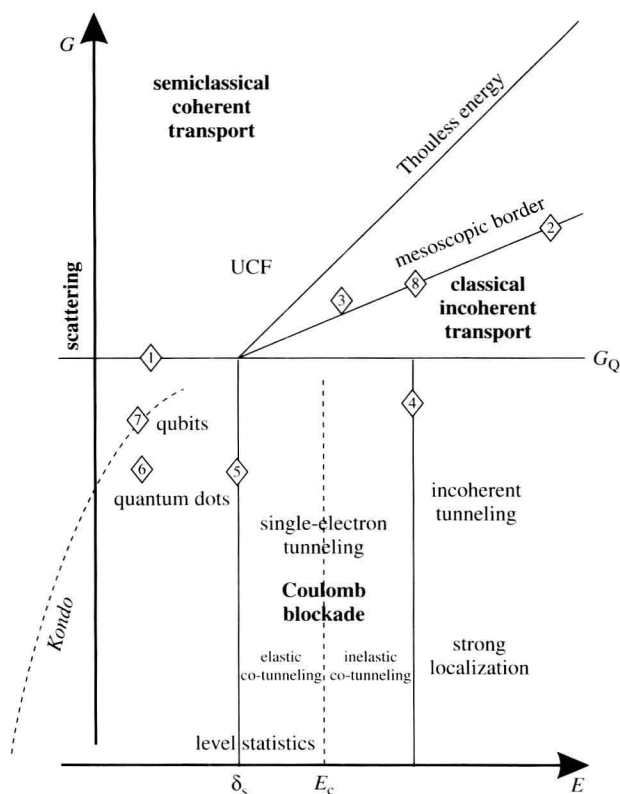 G
semiclassical
coherent
transport
Thouless energy
mesoscopic border
2
UCF
8
3
classical
incoherent
transport
scattering
1
G_Q
4
7
qubits
6
5
quantum dots
incoherent
tunneling
single-electron
tunneling
Coulomb
blockade
Kondo
elastic
co-tunneling
inelastic
co-tunneling
strong
localization
level statistics
δ_s
E_c
E